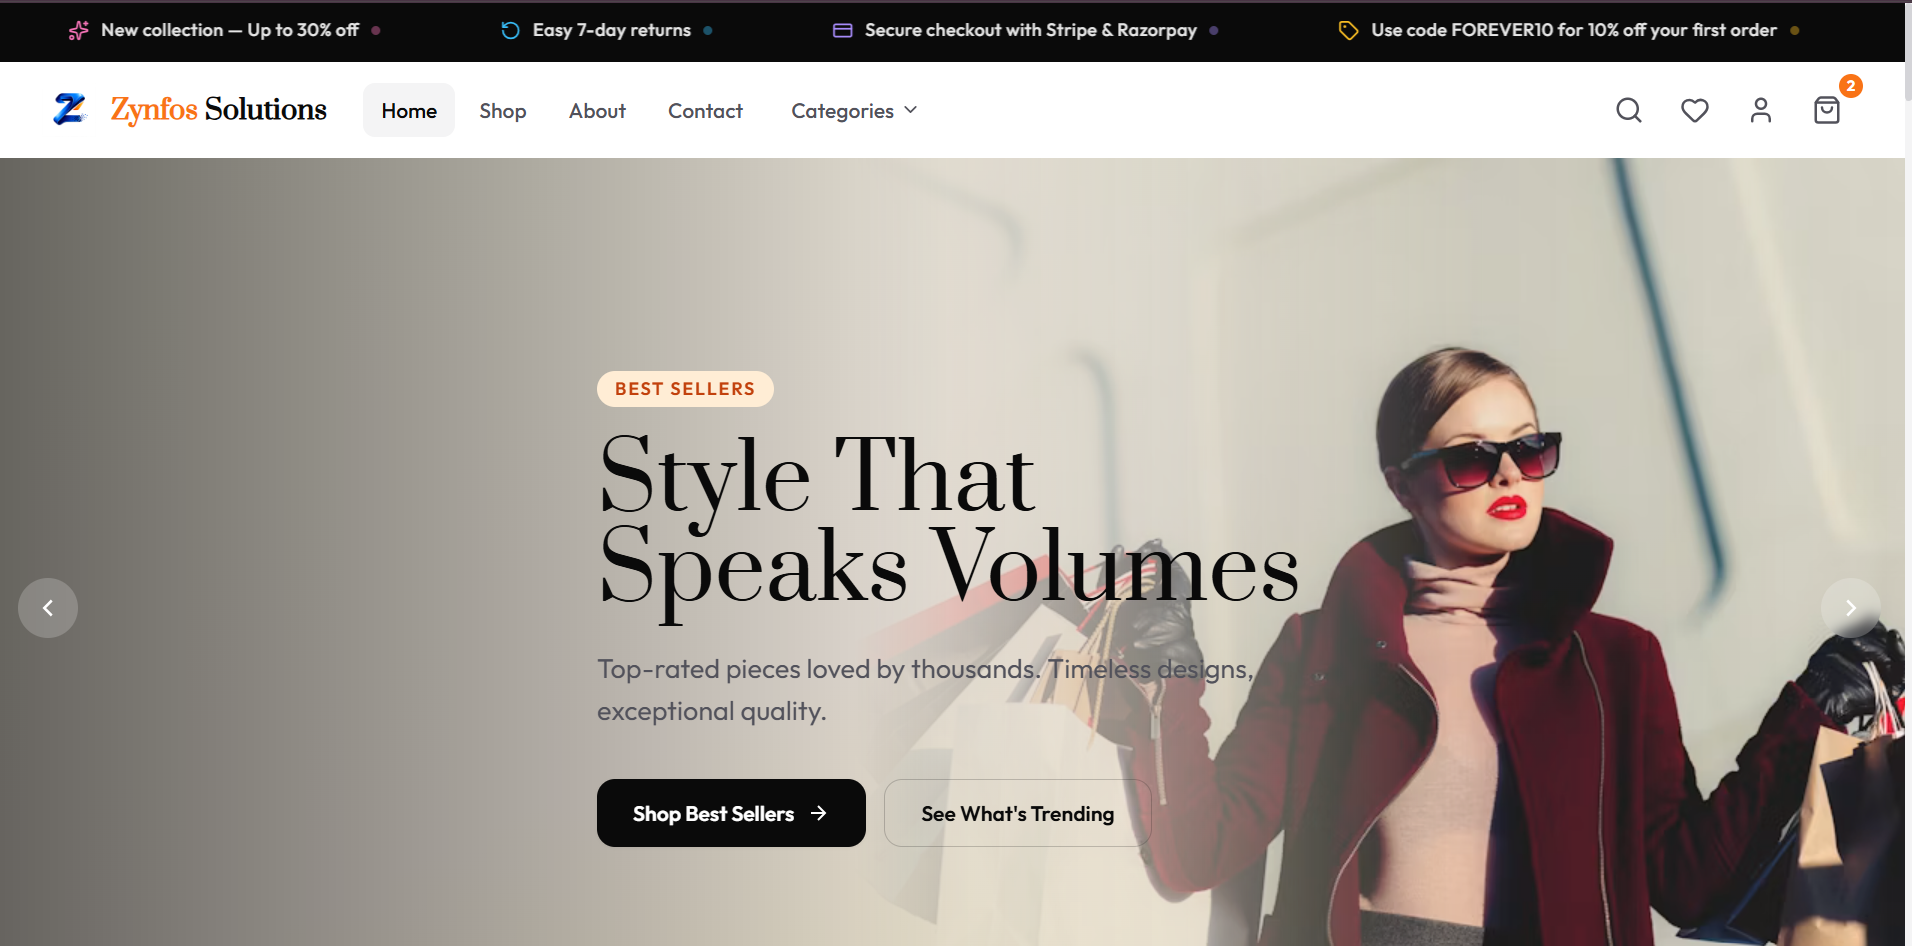 New collection — Up to 30% off
Easy 7-day returns
Secure checkout with Stripe & Razorpay
Use code FOREVER10 for 10% off your first order
Zynfos Solutions
Home
Shop
About
Contact
Categories
2
BEST SELLERS
Style That
Speaks Volumes
Top-rated pieces loved by thousands. Timeless designs,
exceptional quality.
Shop Best Sellers
See What's Trending